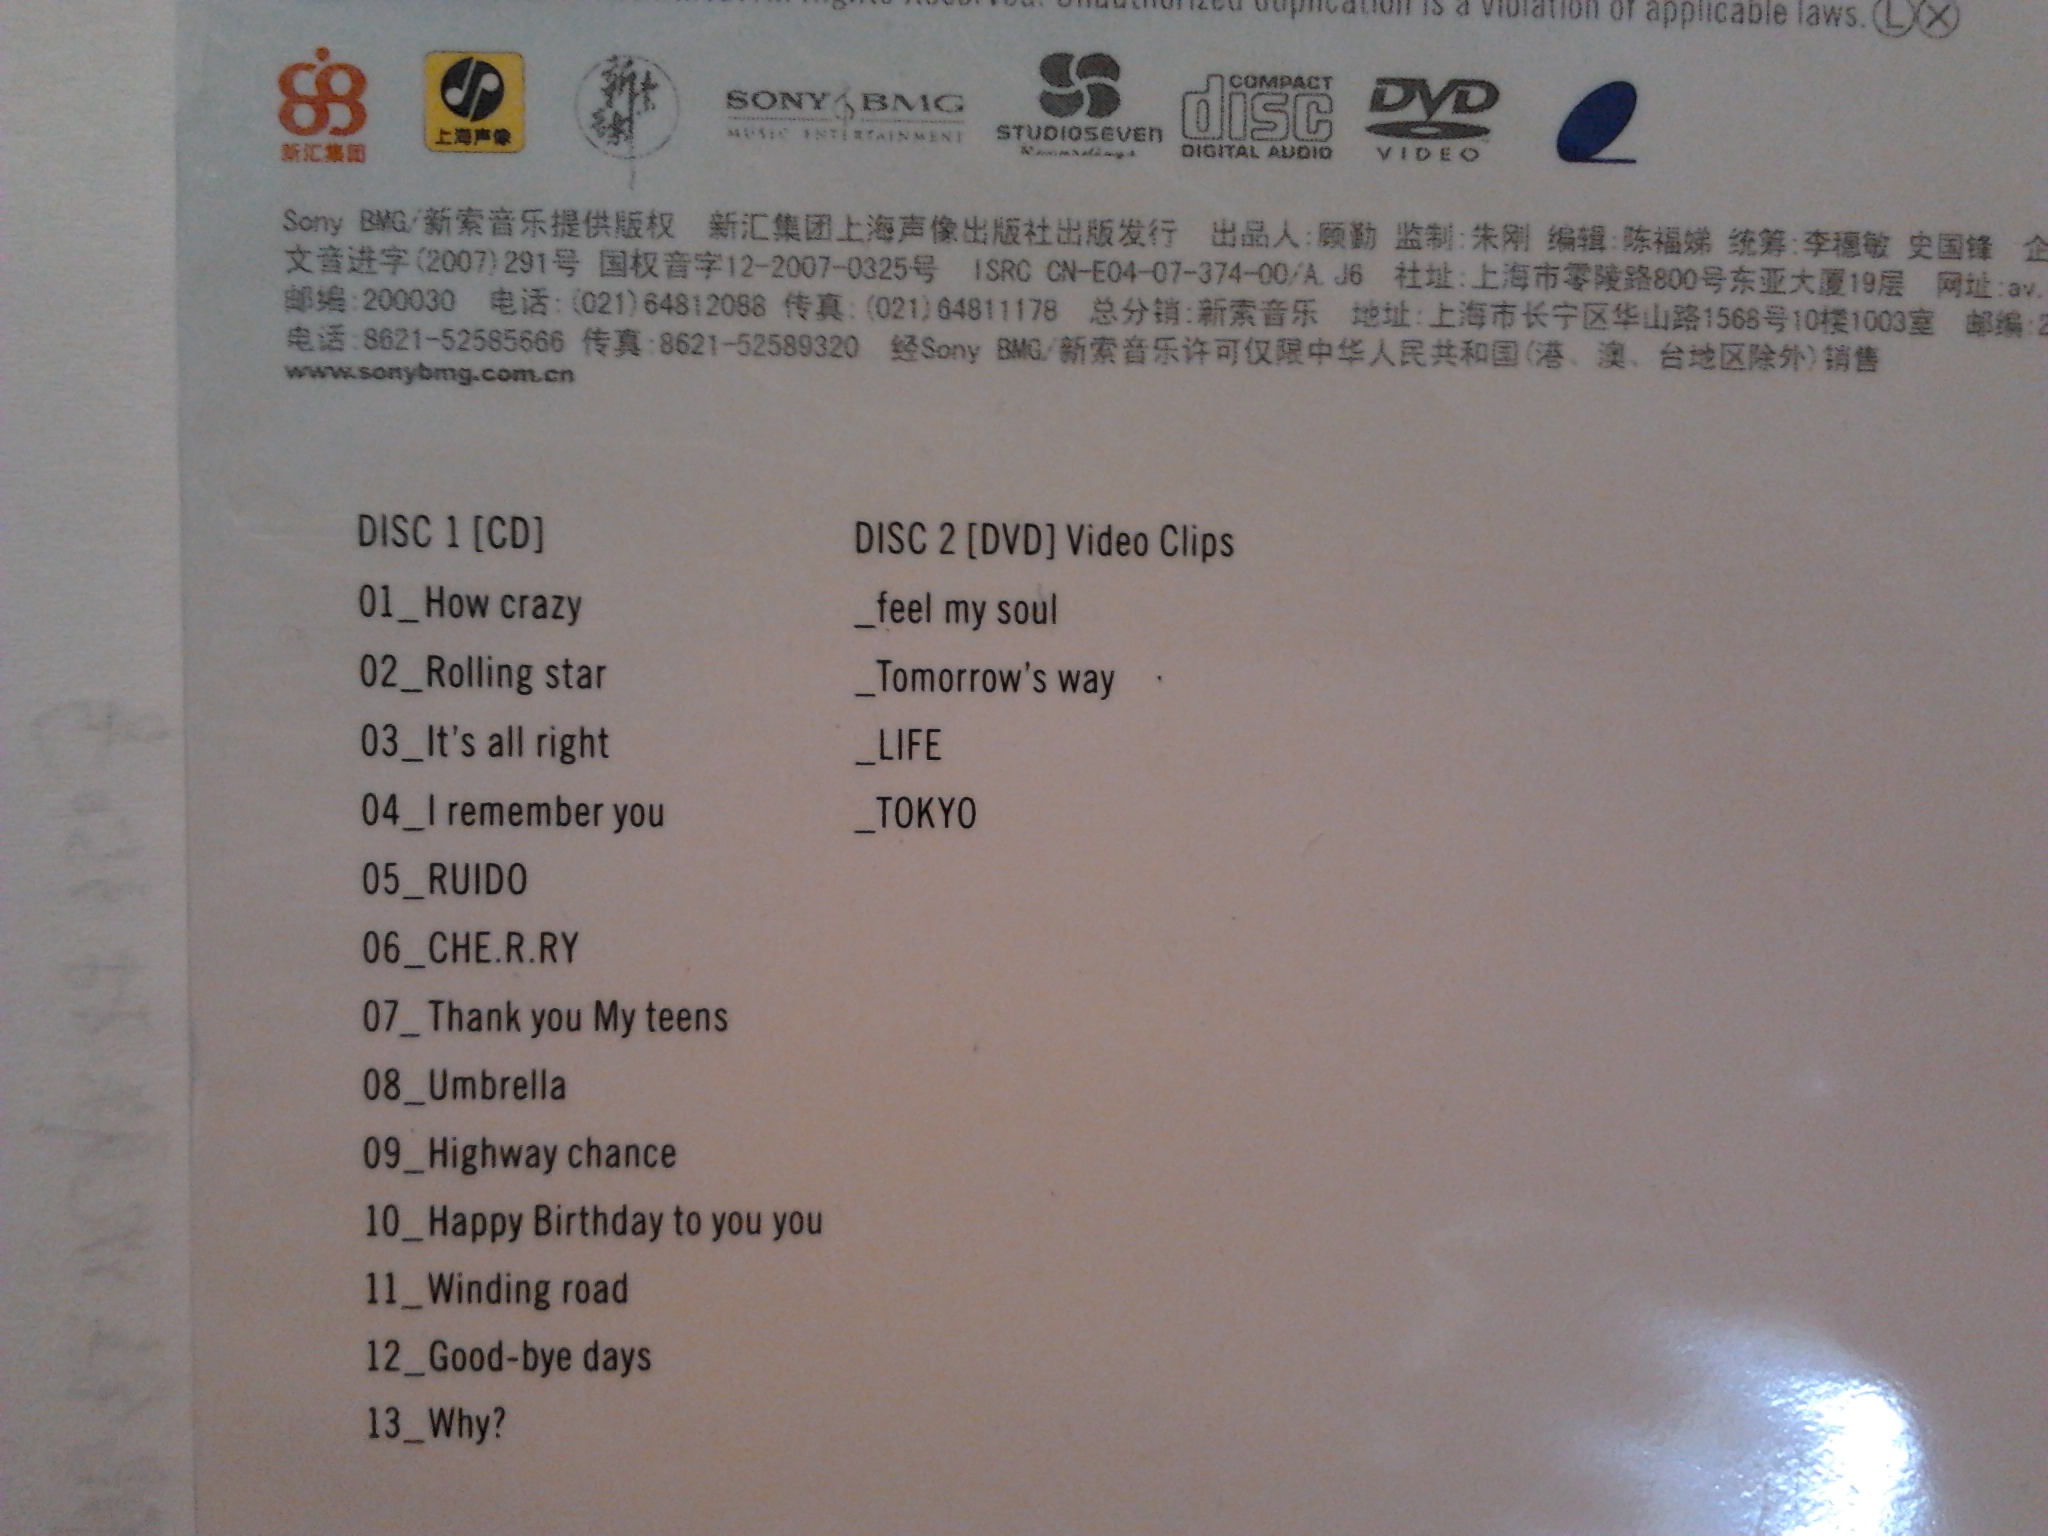 All Rights Reserved. Unauthorized duplication is a violation of applicable laws. L X
新汇集团
上海声像
SONY BMG
MUSIC ENTERTAINMENT
STUDIOSEVEN
Recordings
COMPACT
disc
DIGITAL AUDIO
DVD
VIDEO
Sony BMG/新索音乐提供版权 新汇集团上海声像出版社出版发行 出品人:顾勤 监制:朱刚 编辑:陈福娣 统筹:李璁敏 史国锋 企
文音进字(2007)291号 国权音字12-2007-0325号 ISRC CN-E04-07-374-00/A.J6 社址:上海市零陵路800号东亚大厦19层 网址:av.
邮编:200030 电话:(021)64812088 传真:(021)64811178 总分销:新索音乐 地址:上海市长宁区华山路1568号10楼1003室 邮编:2
电话:8621-52585666 传真:8621-52589320 经Sony BMG/新索音乐许可仅限中华人民共和国(港、澳、台地区除外)销售
www.sonybmg.com.cn
DISC 1 [CD]
01_How crazy
02_Rolling star
03_It's all right
04_I remember you
05_RUIDO
06_CHE.R.RY
07_Thank you My teens
08_Umbrella
09_Highway chance
10_Happy Birthday to you you
11_Winding road
12_Good-bye days
13_Why?
DISC 2 [DVD] Video Clips
_feel my soul
_Tomorrow's way
_LIFE
_TOKYO